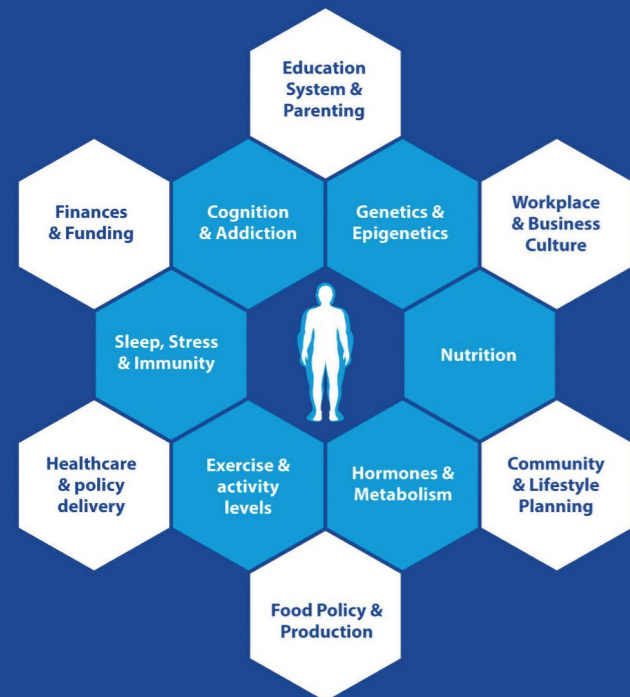 Education
System &
Parenting
Finances
& Funding
Cognition
& Addiction
Genetics &
Epigenetics
Workplace
& Business
Culture
Sleep, Stress
& Immunity
Nutrition
Healthcare
& policy
delivery
Exercise &
activity
levels
Hormones &
Metabolism
Community
& Lifestyle
Planning
Food Policy &
Production